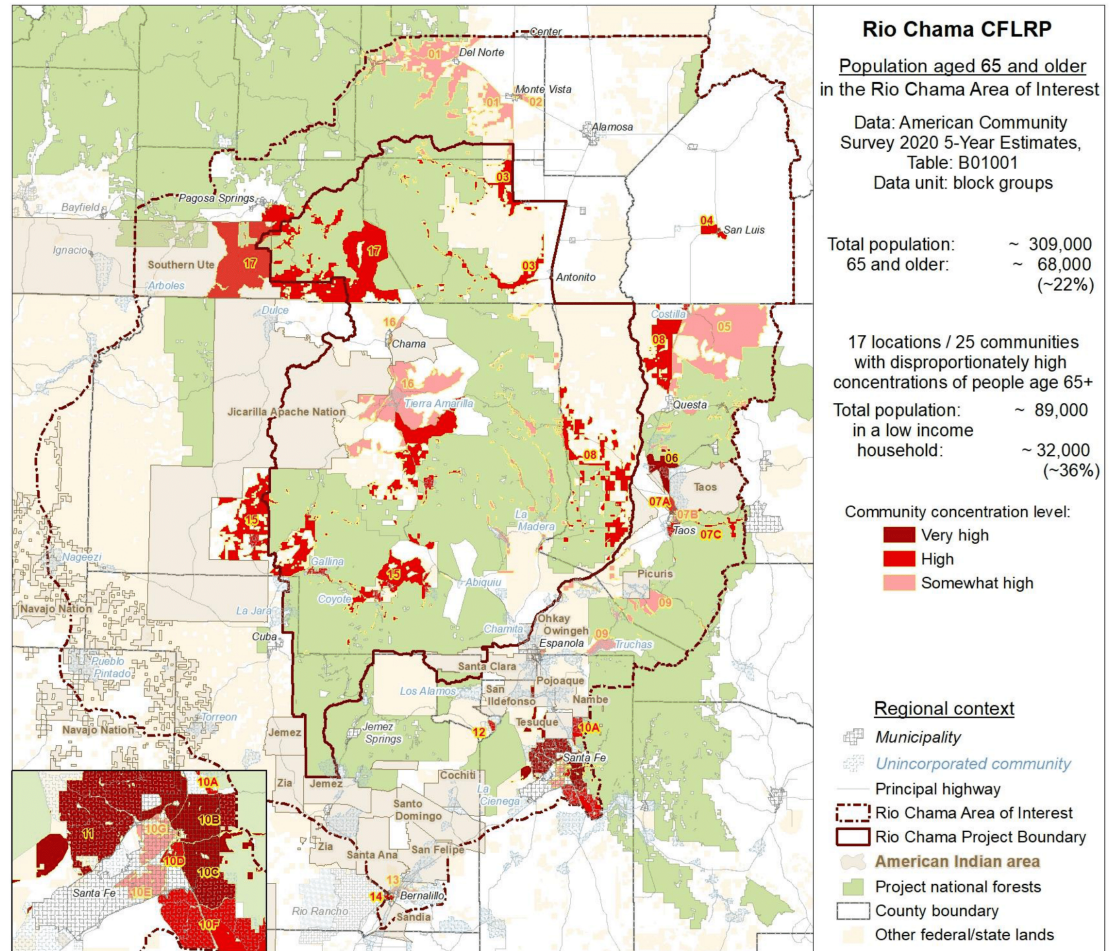 Rio Chama CFLRP
Population aged 65 and older
in the Rio Chama Area of Interest
Data: American Community
Survey 2020 5-Year Estimates,
Table: B01001
Data unit: block groups
Total population: ~ 309,000
65 and older: ~ 68,000
(~22%)
17 locations / 25 communities
with disproportionately high
concentrations of people age 65+
Total population: ~ 89,000
in a low income
household: ~ 32,000
(~36%)
Community concentration level:
Very high
High
Somewhat high
Regional context
Municipality
Unincorporated community
Principal highway
Rio Chama Area of Interest
Rio Chama Project Boundary
American Indian area
Project national forests
County boundary
Other federal/state lands
Center
01
Del Norte
01
Monte Vista
02
Alamosa
03
Pagosa Springs
Bayfield
04
San Luis
Ignacio
Southern Ute
17
17
03
Antonito
Arboles
Dulce
Costilla
16
05
Chama
08
16
Jicarilla Apache Nation
Tierra Amarilla
Questa
08
06
Taos
07A
07B
15
La
Madera
Taos
07C
Nageezi
Gallina
15
Picuris
Abiquiu
Coyote
Navajo Nation
La Jara
09
Ohkay
Owingeh
Chamita
Cuba
Espanola
09
Truchas
Pueblo
Pintado
Santa Clara
Pojoaque
Los Alamos
San
Ildefonso
Nambe
Torreon
Navajo Nation
Jemez
Jemez
Springs
12
Tesuque
10A
Santa Fe
Zia
Jemez
Cochiti
La
Cienega
Santo
Domingo
Zia
Santa Ana
San Felipe
13
14
Bernalillo
Rio Rancho
Sandia
10A
10B
11
10G
10D
10C
10E
Santa Fe
10F